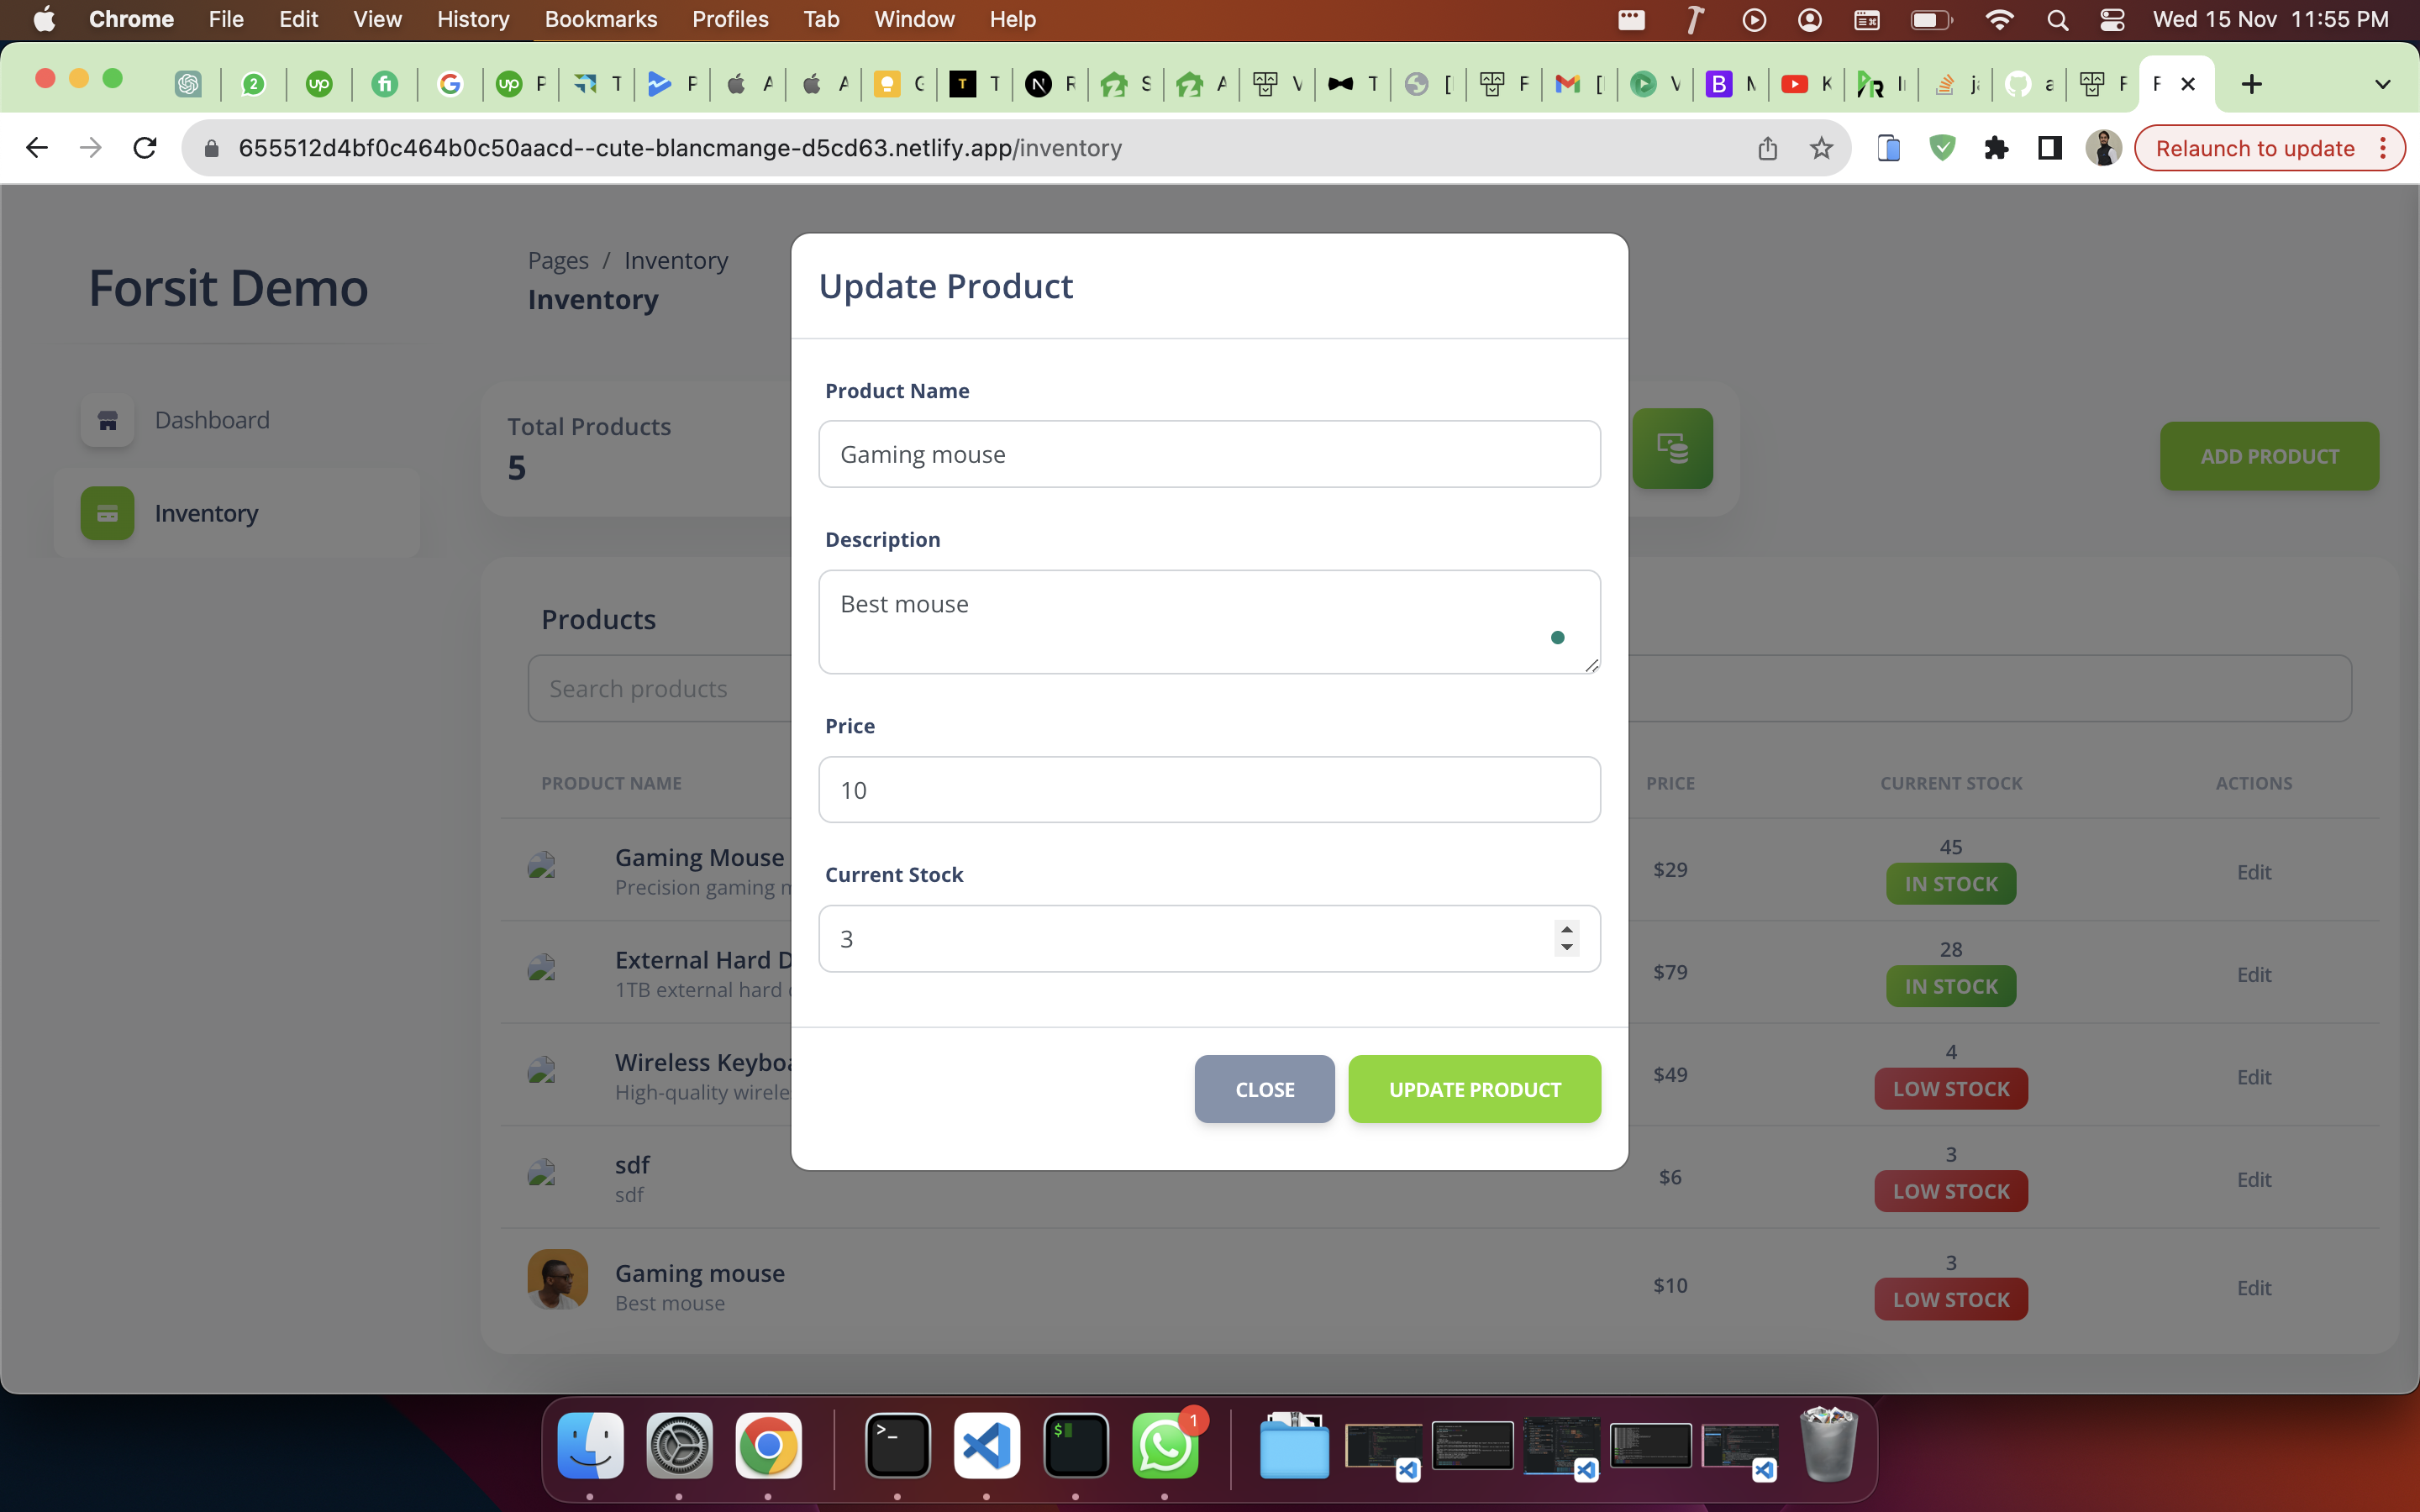 Chrome File Edit View History Bookmarks Profiles Tab Window Help Wed 15 Nov 11:55 PM
655512d4bf0c464b0c50aacd--cute-blancmange-d5cd63.netlify.app/inventory
Relaunch to update
Forsit Demo
Dashboard
Inventory
Pages / Inventory
Inventory
Total Products
5
ADD PRODUCT
Products
Search products
PRODUCT NAME PRICE CURRENT STOCK ACTIONS
Gaming Mouse $29 45 Edit
Precision gaming IN STOCK
External Hard $79 28 Edit
1TB external hard IN STOCK
Wireless $49 4 Edit
High-quality LOW STOCK
sdf $6 3 Edit
sdf LOW STOCK
Gaming mouse $10 3 Edit
Best mouse LOW STOCK
Update Product
Product Name
Gaming mouse
Description
Best mouse
Price
10
Current Stock
3
CLOSE UPDATE PRODUCT
1